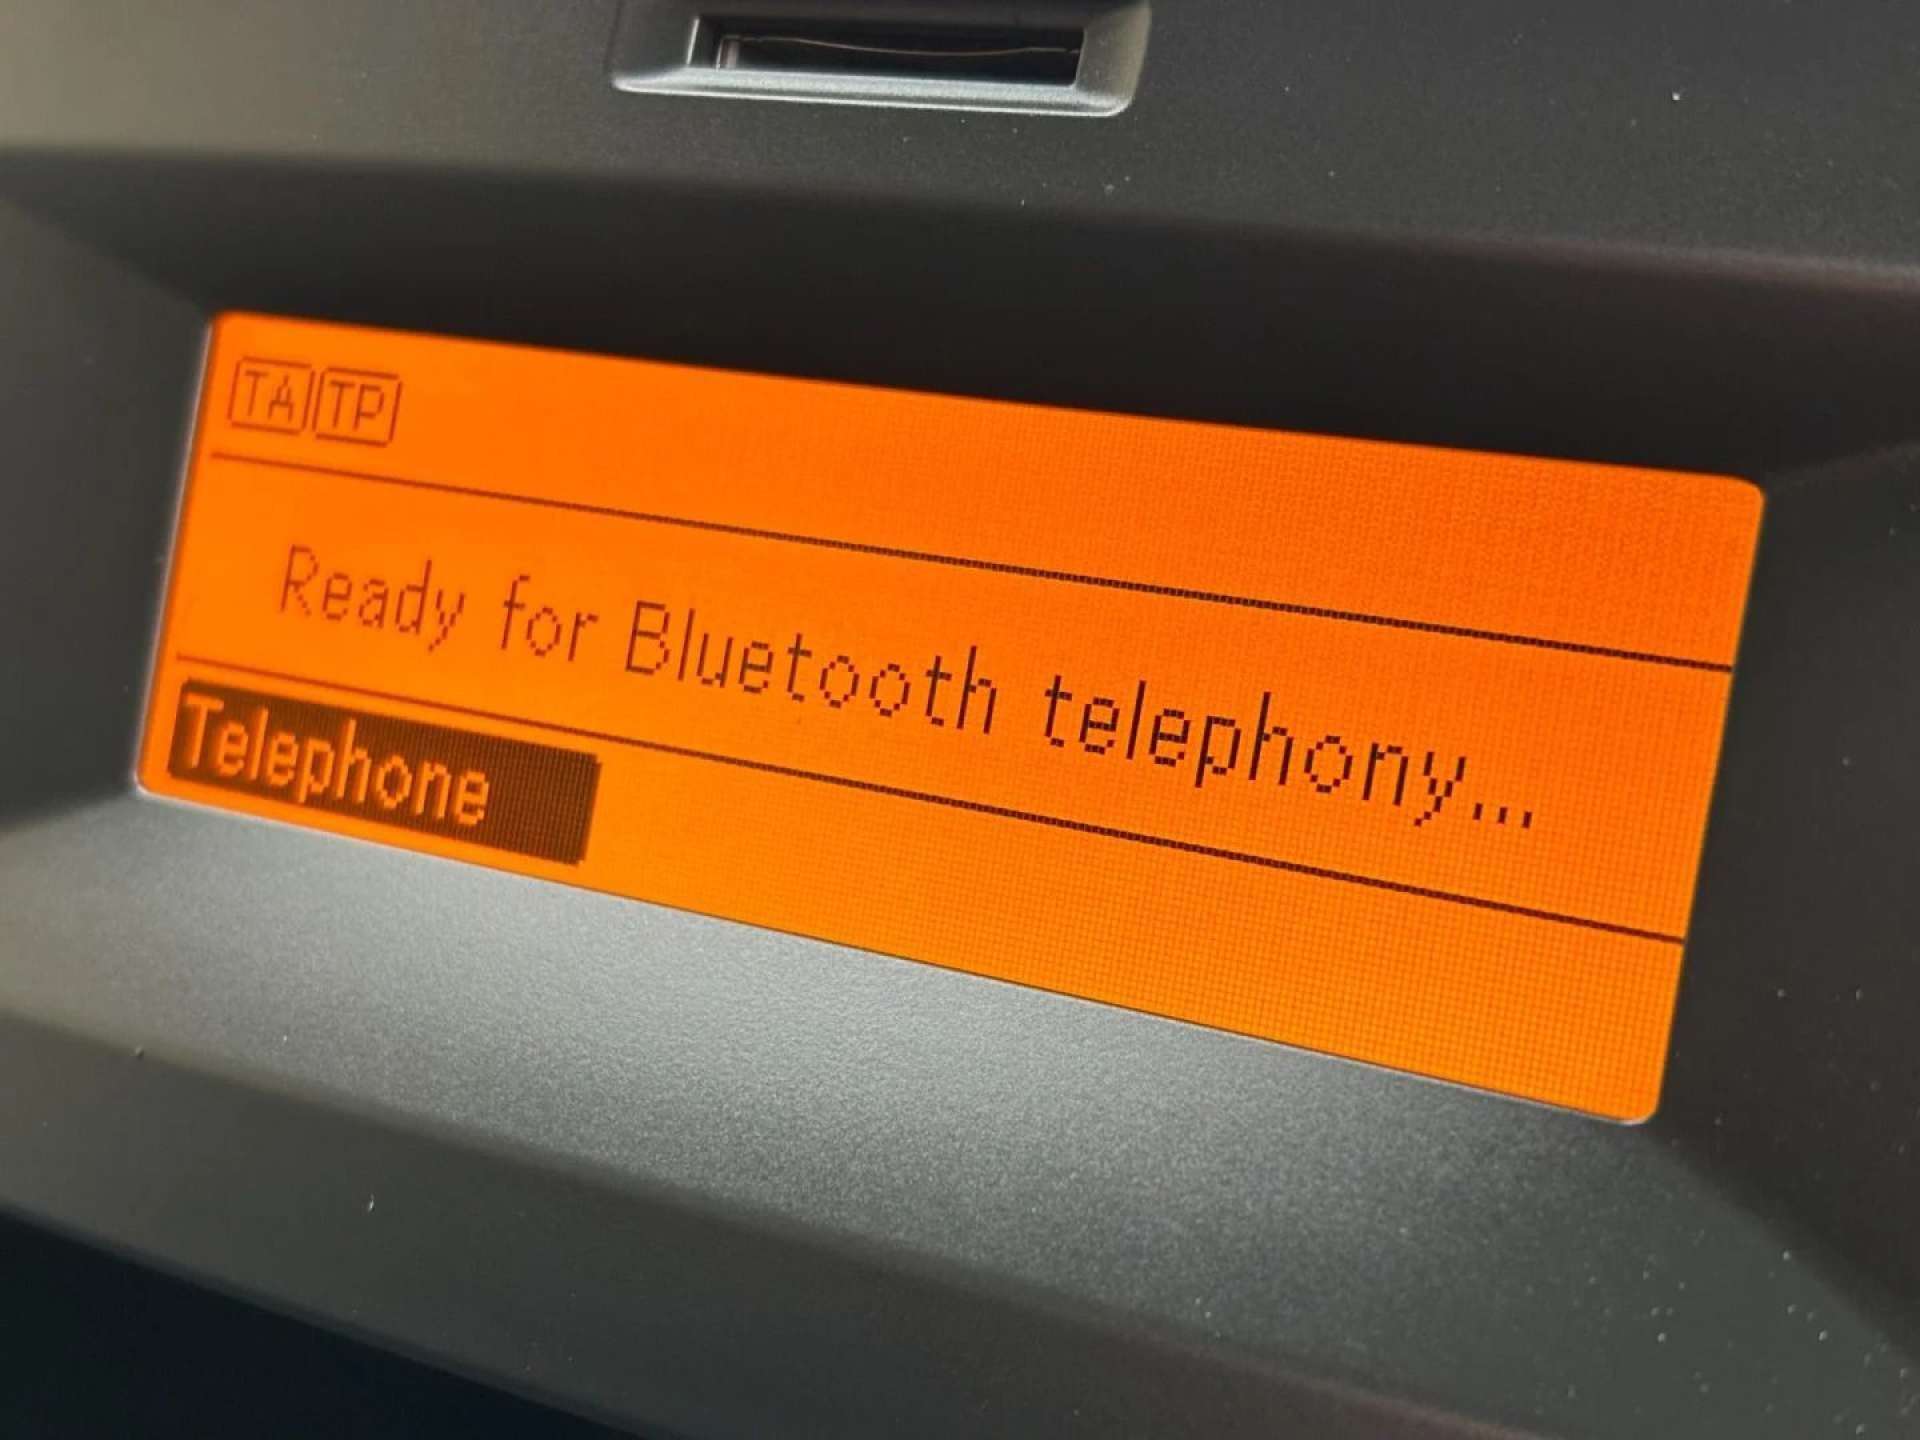 TA TP
Ready for Bluetooth telephony...
Telephone